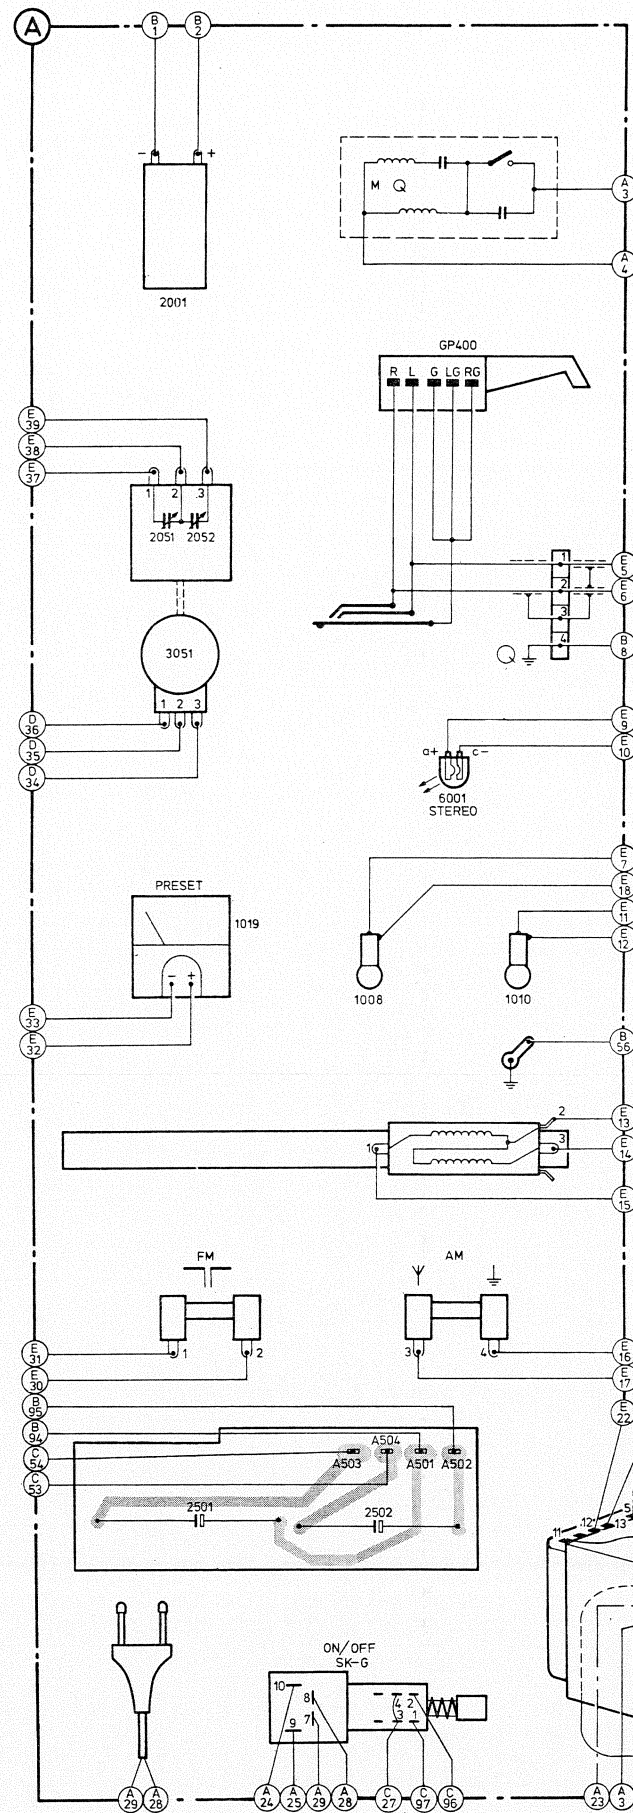 A
B 1
B 2
- +
2001
M Q
A 3
A 4
GP400
R L G LG RG
E 39
E 38
E 37
1 2 3
2051 2052
1
2
3
4
E 5
E 6
B 8
Q
3051
1 2 3
D 36
D 35
D 34
E 9
E 10
a+ c-
6001
STEREO
PRESET
1019
- +
E 33
E 32
E 7
E 18
E 11
E 12
1008
1010
B 56
1
2
3
E 13
E 14
E 15
FM
1 2
AM
3 4
E 31
E 30
B 95
B 94
C 54
C 53
E 16
E 17
E 22
A504
A503 A501 A502
2501
2502
11 12 13 5
ON/OFF
SK-G
10 8
9 7
4 2
3 1
A 29
A 28
A 24
A 25
A 29
A 28
C 27
C 97
C 96
A 23
A 3